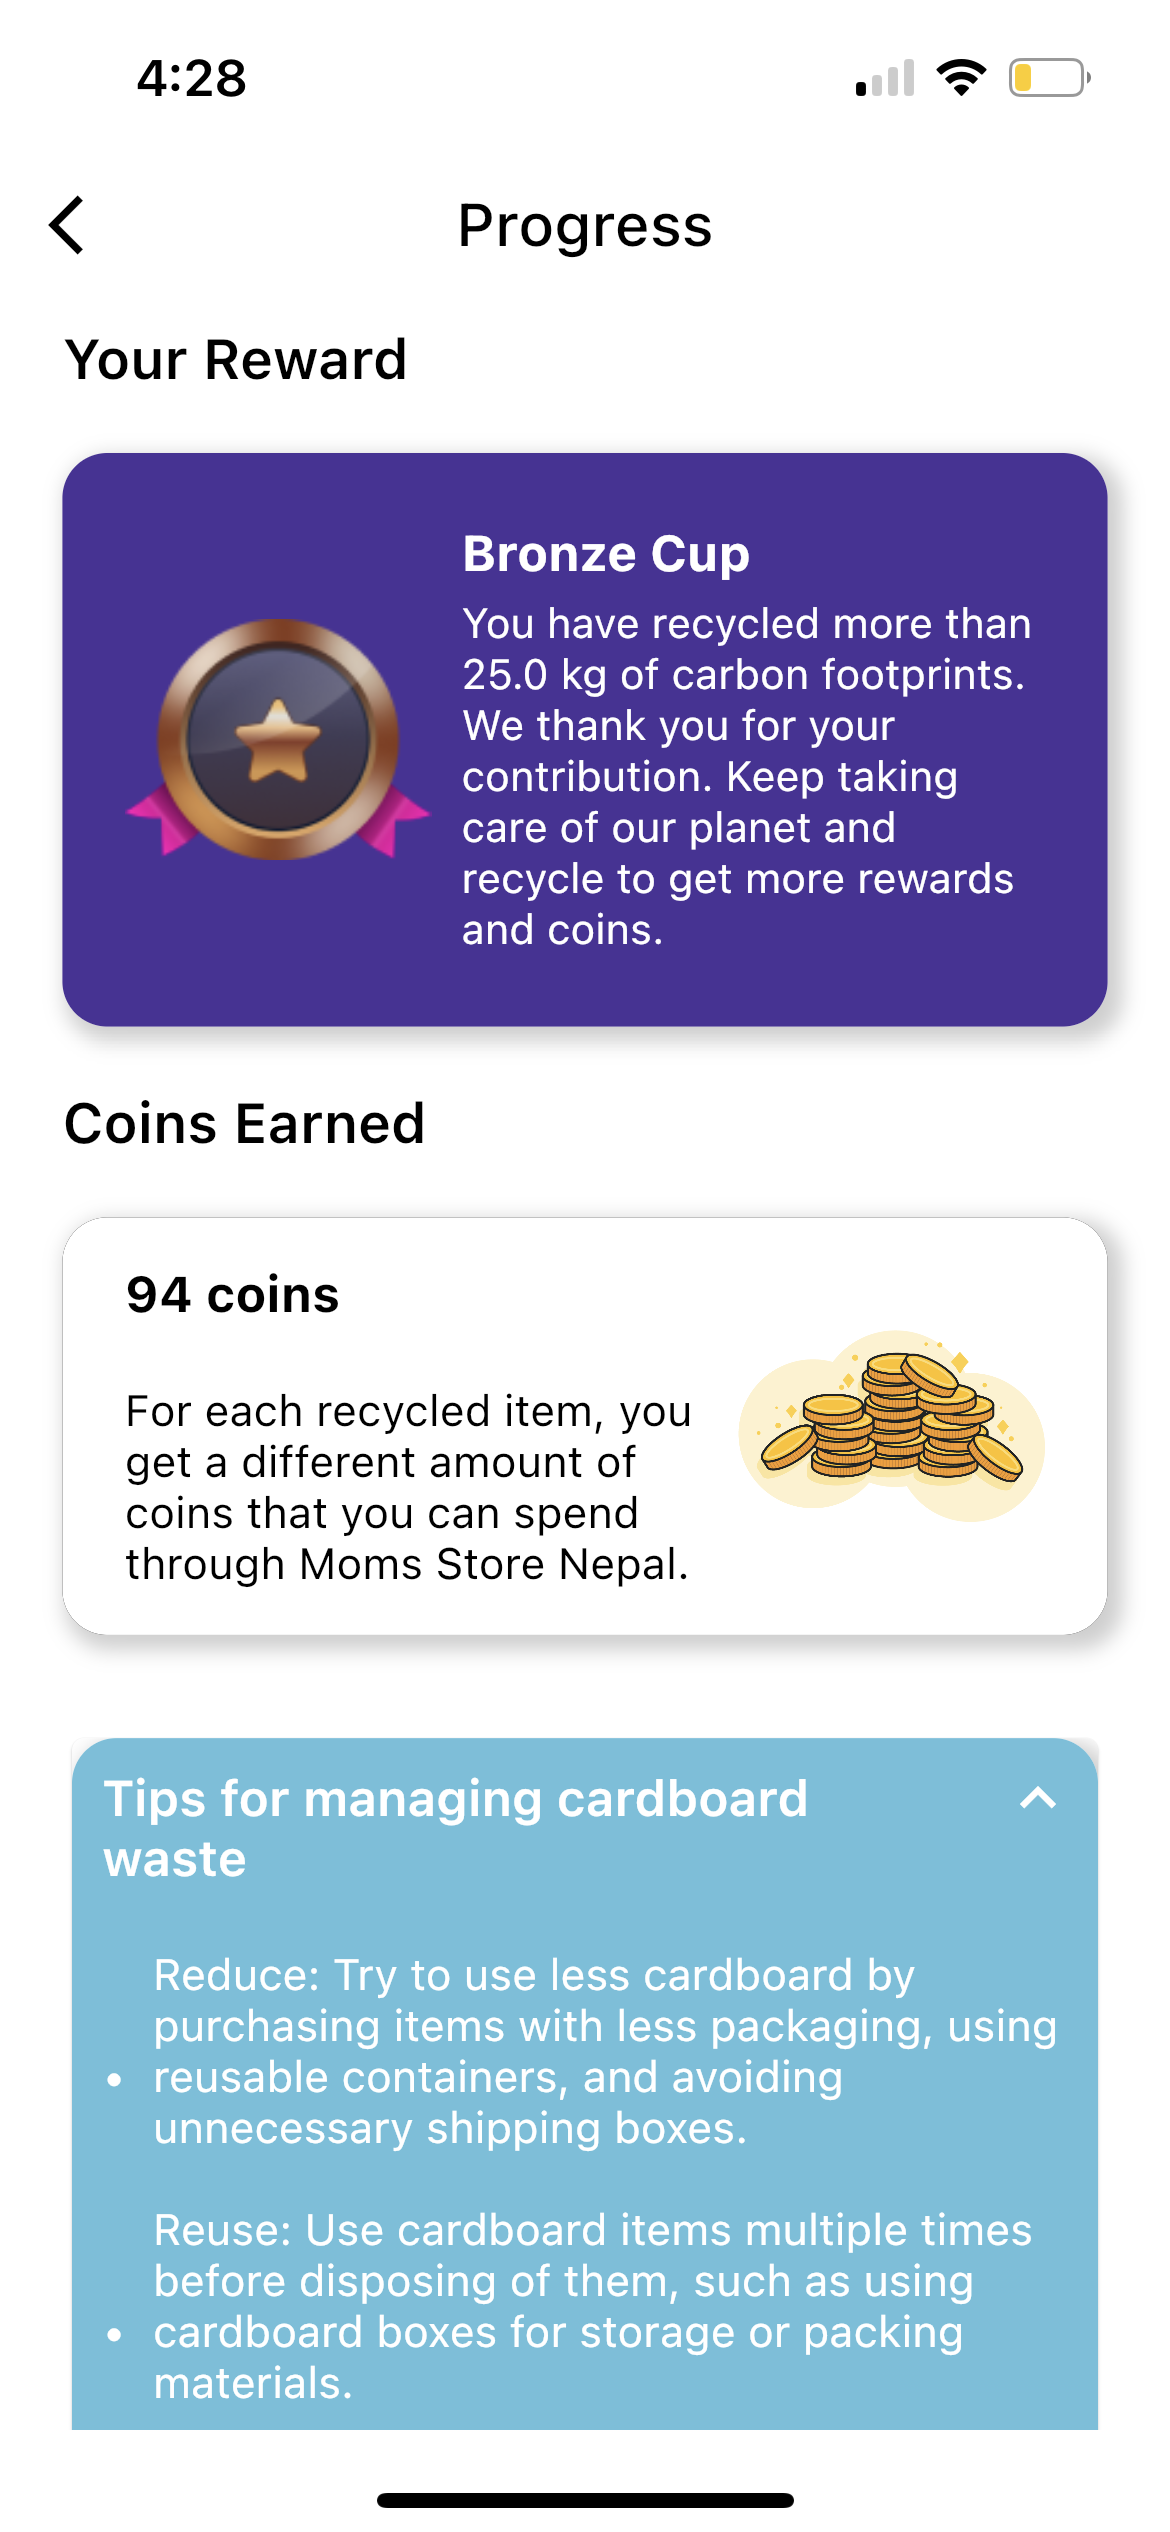 4:28
Progress
Your Reward
Bronze Cup
You have recycled more than
25.0 kg of carbon footprints.
We thank you for your
contribution. Keep taking
care of our planet and
recycle to get more rewards
and coins.
Coins Earned
94 coins
For each recycled item, you
get a different amount of
coins that you can spend
through Moms Store Nepal.
Tips for managing cardboard
waste
Reduce: Try to use less cardboard by
purchasing items with less packaging, using
• reusable containers, and avoiding
unnecessary shipping boxes.
Reuse: Use cardboard items multiple times
before disposing of them, such as using
• cardboard boxes for storage or packing
materials.